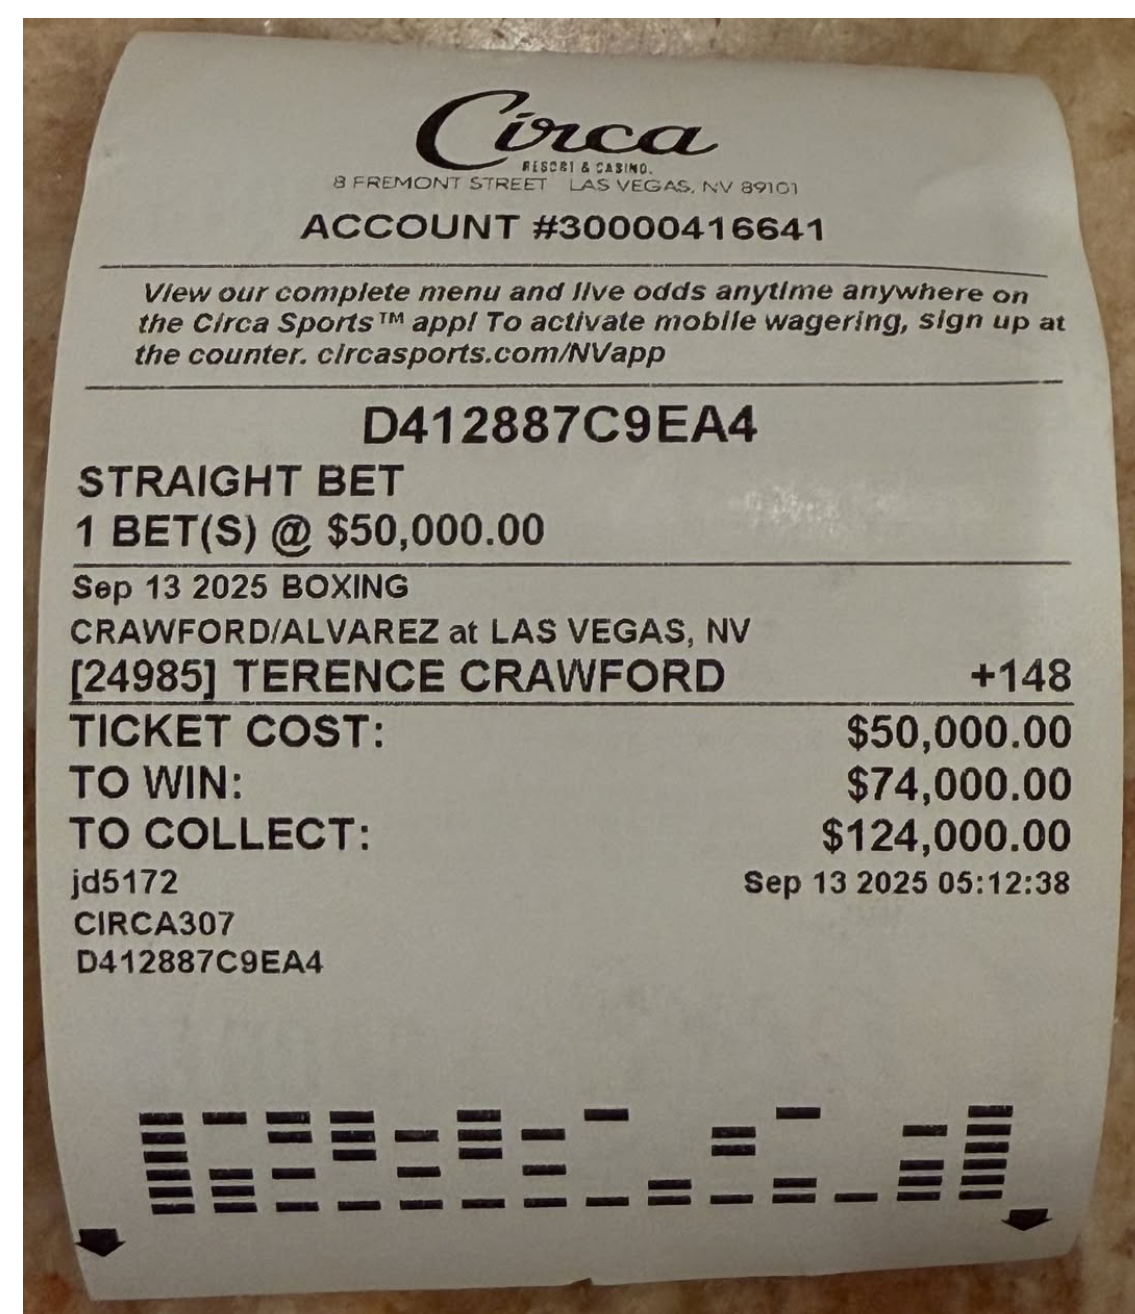 Circa
RESORT & CASINO.
8 FREMONT STREET LAS VEGAS, NV 89101
ACCOUNT #30000416641
View our complete menu and live odds anytime anywhere on
the Circa Sports™ app! To activate mobile wagering, sign up at
the counter. circasports.com/NVapp
D412887C9EA4
STRAIGHT BET
1 BET(S) @ $50,000.00
Sep 13 2025 BOXING
CRAWFORD/ALVAREZ at LAS VEGAS, NV
[24985] TERENCE CRAWFORD +148
TICKET COST: $50,000.00
TO WIN: $74,000.00
TO COLLECT: $124,000.00
jd5172 Sep 13 2025 05:12:38
CIRCA307
D412887C9EA4